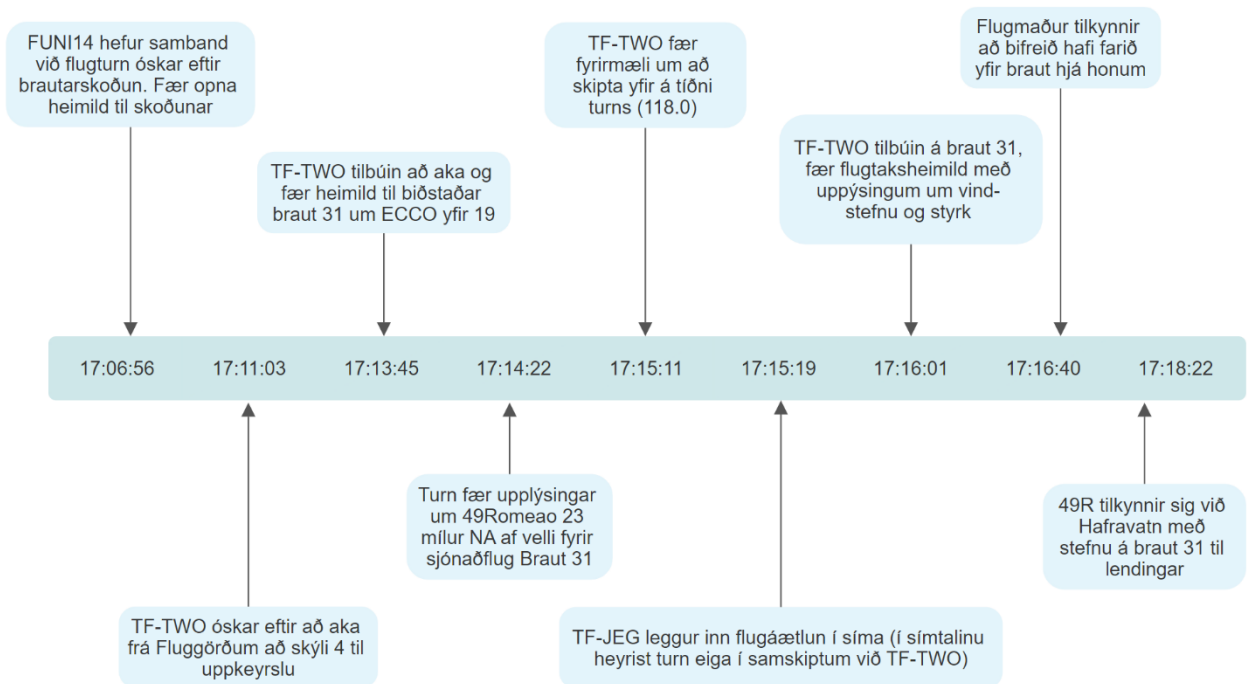 FUNI14 hefur samband
við flugturn óskar eftir
brautarskoðun. Fær opna
heimild til skoðunar
TF-TWO tilbúin að aka og
fær heimild til biðstaðar
braut 31 um ECCO yfir 19
TF-TWO fær
fyrirmæli um að
skipta yfir á tíðni
turns (118.0)
TF-TWO tilbúin á braut 31,
fær flugtaksheimild með
uppýsingum um vind-
stefnu og styrk
Flugmaður tilkynnir
að bifreið hafi farið
yfir braut hjá honum
17:06:56 17:11:03 17:13:45 17:14:22 17:15:11 17:15:19 17:16:01 17:16:40 17:18:22
TF-TWO óskar eftir að aka
frá Fluggörðum að skýli 4 til
uppkeyrslu
Turn fær upplýsingar
um 49Romeao 23
mílur NA af velli fyrir
sjónaðflug Braut 31
TF-JEG leggur inn flugáætlun í síma (í símtalinu
heyrist turn eiga í samskiptum við TF-TWO)
49R tilkynnir sig við
Hafravatn með
stefnu á braut 31 til
lendingar